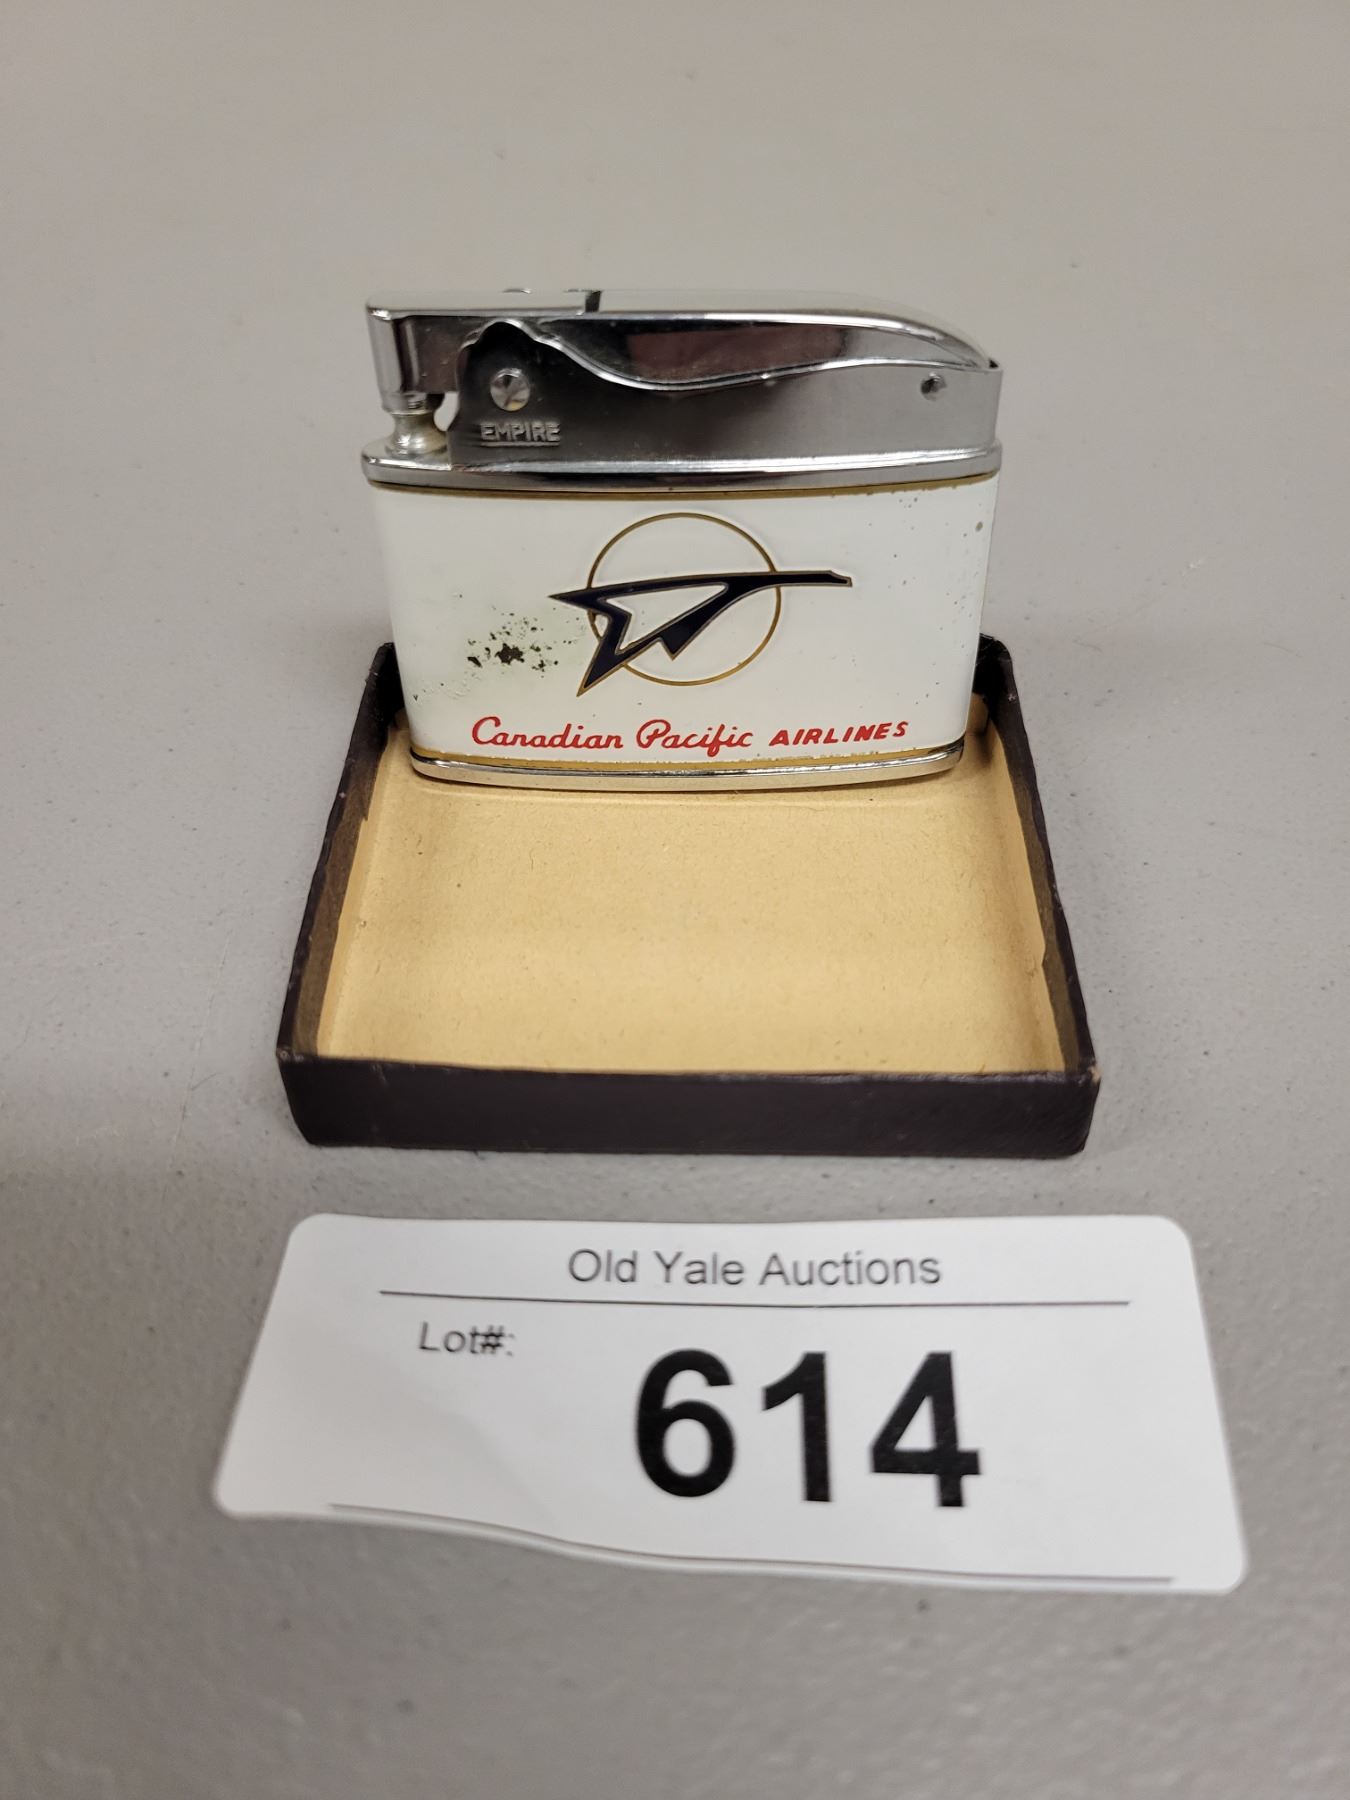 EMPIRE
Canadian Pacific AIRLINES
Old Yale Auctions
Lot#:
614